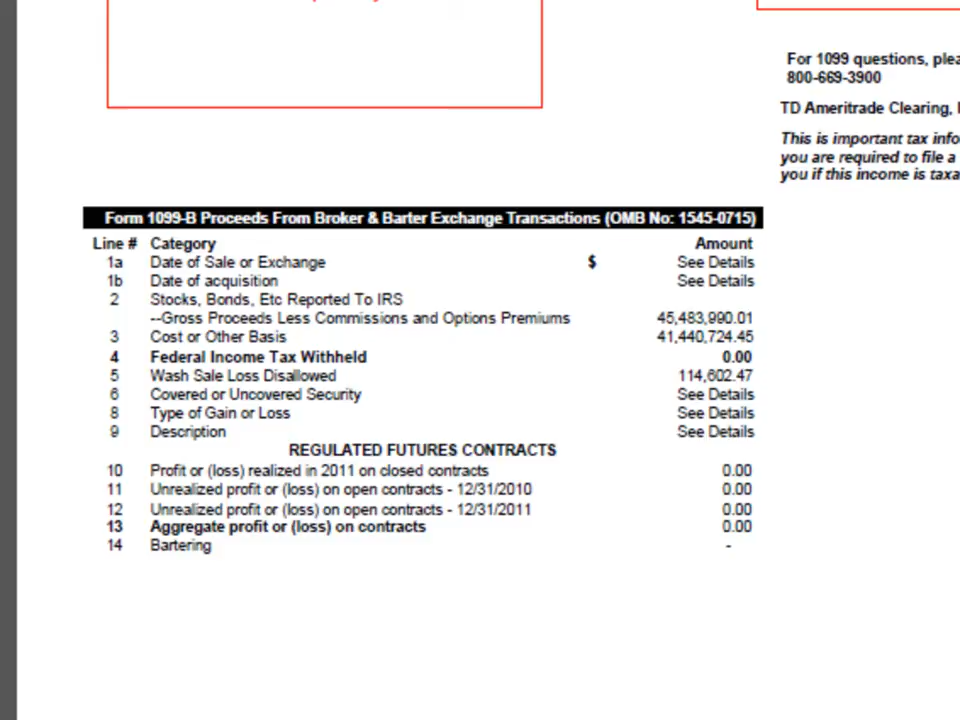 For 1099 questions,
800-669-3900
TD Ameritrade Clearing,
This is important tax
you are required to file a
you if this income is
Form 1099-B Proceeds From Broker & Barter Exchange Transactions (OMB No: 1545-0715)
Line # Category Amount
1a Date of Sale or Exchange $ See Details
1b Date of acquisition See Details
2 Stocks, Bonds, Etc Reported To IRS
--Gross Proceeds Less Commissions and Options Premiums 45,483,990.01
3 Cost or Other Basis 41,440,724.45
4 Federal Income Tax Withheld 0.00
5 Wash Sale Loss Disallowed 114,602.47
6 Covered or Uncovered Security See Details
8 Type of Gain or Loss See Details
9 Description See Details
REGULATED FUTURES CONTRACTS
10 Profit or (loss) realized in 2011 on closed contracts 0.00
11 Unrealized profit or (loss) on open contracts - 12/31/2010 0.00
12 Unrealized profit or (loss) on open contracts - 12/31/2011 0.00
13 Aggregate profit or (loss) on contracts 0.00
14 Bartering -